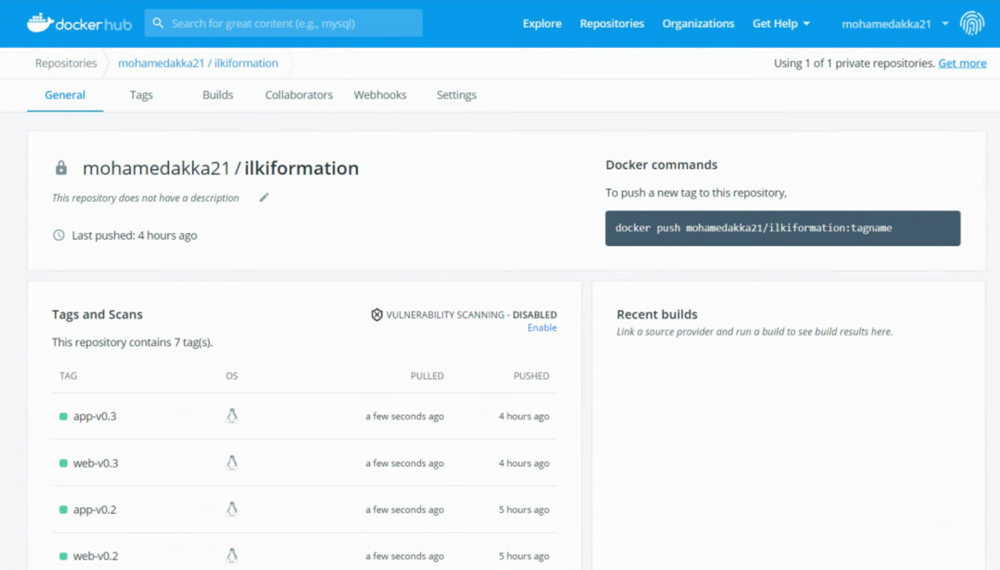 docker hub
Search for great content (e.g., mysql)
Explore
Repositories
Organizations
Get Help
mohamedakka21
Repositories
mohamedakka21 / ilkiformation
Using 1 of 1 private repositories. Get more
General
Tags
Builds
Collaborators
Webhooks
Settings
mohamedakka21 / ilkiformation
This repository does not have a description
Last pushed: 4 hours ago
Docker commands
To push a new tag to this repository,
docker push mohamedakka21/ilkiformation:tagname
Tags and Scans
VULNERABILITY SCANNING - DISABLED
Enable
This repository contains 7 tag(s).
TAG OS PULLED PUSHED
app-v0.3 a few seconds ago 4 hours ago
web-v0.3 a few seconds ago 4 hours ago
app-v0.2 a few seconds ago 5 hours ago
web-v0.2 a few seconds ago 5 hours ago
Recent builds
Link a source provider and run a build to see build results here.